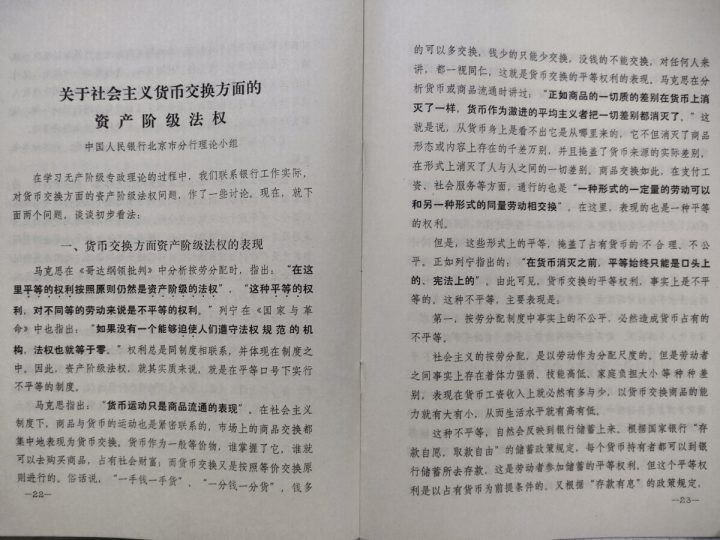 关于社会主义货币交换方面的
资产阶级法权
中国人民银行北京市分行理论小组
在学习无产阶级专政理论的过程中，我们联系银行工作实际，
对货币交换方面的资产阶级法权问题，作了一些讨论。现在，就下
面两个问题，谈谈初步看法：
一、货币交换方面资产阶级法权的表现
马克思在《哥达纲领批判》中分析按劳分配时，指出：“在这
里平等的权利按照原则仍然是资产阶级的法权”，“这种平等的权
利，对不同等的劳动来说是不平等的权利”。列宁在《国家与革
命》中也指出：“如果没有一个能够迫使人们遵守法权规范的机
构，法权也就等于零。”权利总是同制度相联系，并体现在制度之
中。因此，资产阶级法权，就其实质来说，就是在平等口号下实行
不平等的制度。
马克思指出：“货币运动只是商品流通的表现”。在社会主义
制度下，商品与货币的运动也是紧密联系的，市场上的商品交换都
集中地表现为货币交换。货币作为一般等价物，谁掌握了它，谁就
可以去购买商品，占有社会财富；而货币交换又是按照等价交换原
则进行的。俗话说，“一手钱一手货”，“一分钱一分货”，钱多
—22—
的可以多交换，钱少的只能少交换，没钱的不能交换，对任何人来
讲，都一视同仁，这就是货币交换的平等权利的表现。马克思在分
析货币或商品流通时讲过：“正如商品的一切质的差别在货币上消
灭了一样，货币作为激进的平均主义者把一切差别都消灭了。”这
就是说，从货币身上是看不出它是从哪里来的，它不但消灭了商品
形态或内容上存在的千差万别，并且掩盖了货币来源的实际差别，
在形式上消灭了人与人之间的一切差别。商品交换如此，在支付工
资、社会服务等方面，通行的也是“一种形式的一定量的劳动可以
和另一种形式的同量劳动相交换”。在这里，表现的也是一种平等
的权利。
但是，这些形式上的平等，掩盖了占有货币的不合理、不公
平。正如列宁指出的：“在货币消灭之前，平等始终只能是口头上
的、宪法上的”。由此可见，货币交换的平等权利，事实上是不平
等的。这种不平等，主要表现是：
第一，按劳分配制度中事实上的不公平，必然造成货币占有的
不平等。
社会主义的按劳分配，是以劳动作为分配尺度的。但是劳动者
之间事实上存在着体力强弱、技能高低、家庭负担大小等种种差
别，表现在货币工资收入上就必然有多与少，以货币交换商品的能
力就有大有小，从而生活水平就有高有低。
这种不平等，自然会反映到银行储蓄上来。根据国家银行“存
款自愿，取款自由”的储蓄政策规定，每个货币持有者都可以到银
行储蓄所去存款，这是劳动者参加储蓄的平等权利。但这个平等权
利是以占有货币为前提条件的。又根据“存款有息”的政策规定，
—23—